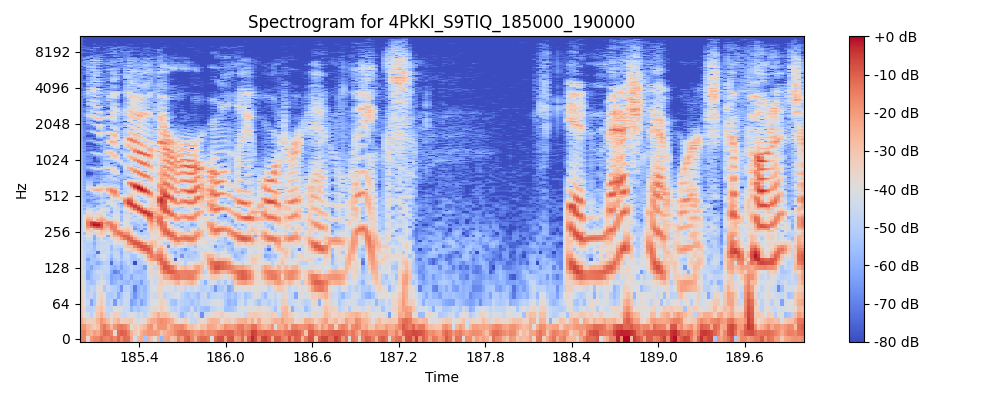 Spectrogram for 4PkKI_S9TIQ_185000_190000
+0 dB
-10 dB
-20 dB
-30 dB
-40 dB
-50 dB
-60 dB
-70 dB
-80 dB
Hz
8192
4096
2048
1024
512
256
128
64
0
185.4 186.0 186.6 187.2 187.8 188.4 189.0 189.6
Time